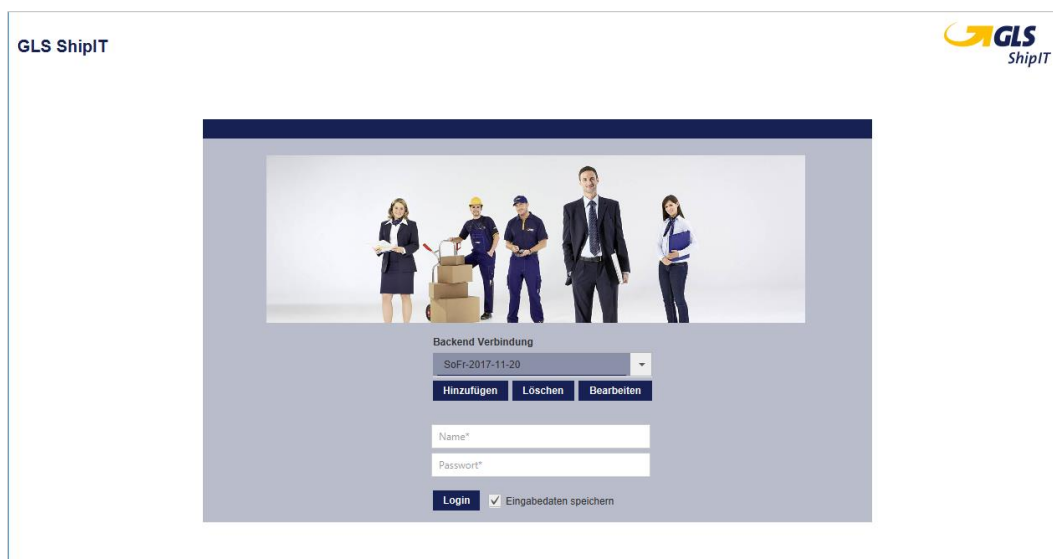 GLS ShipIT
GLS
ShipIT
Backend Verbindung
SoFr-2017-11-20
Hinzufügen Löschen Bearbeiten
Name*
Passwort*
Login Eingabedaten speichern